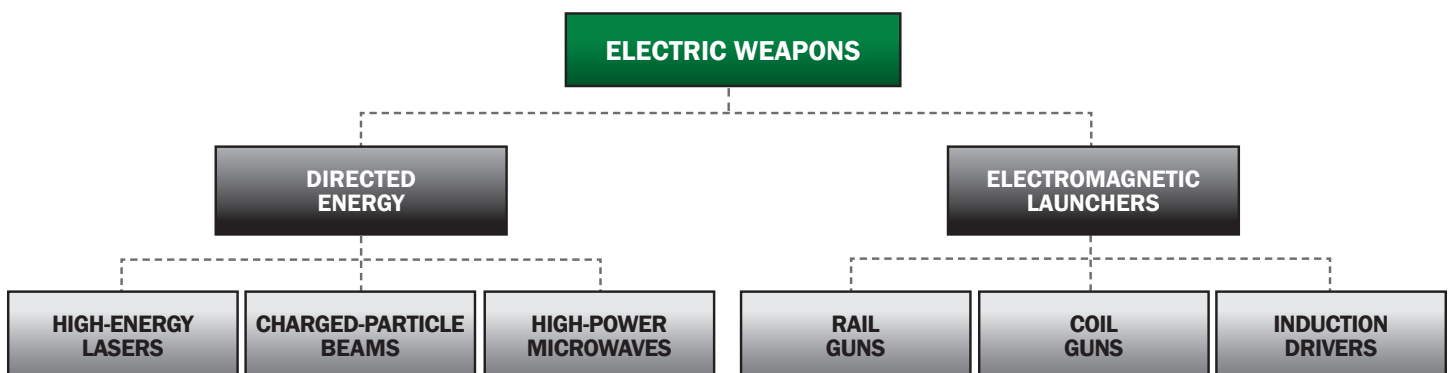 ELECTRIC WEAPONS
DIRECTED
ENERGY
ELECTROMAGNETIC
LAUNCHERS
HIGH-ENERGY
LASERS
CHARGED-PARTICLE
BEAMS
HIGH-POWER
MICROWAVES
RAIL
GUNS
COIL
GUNS
INDUCTION
DRIVERS